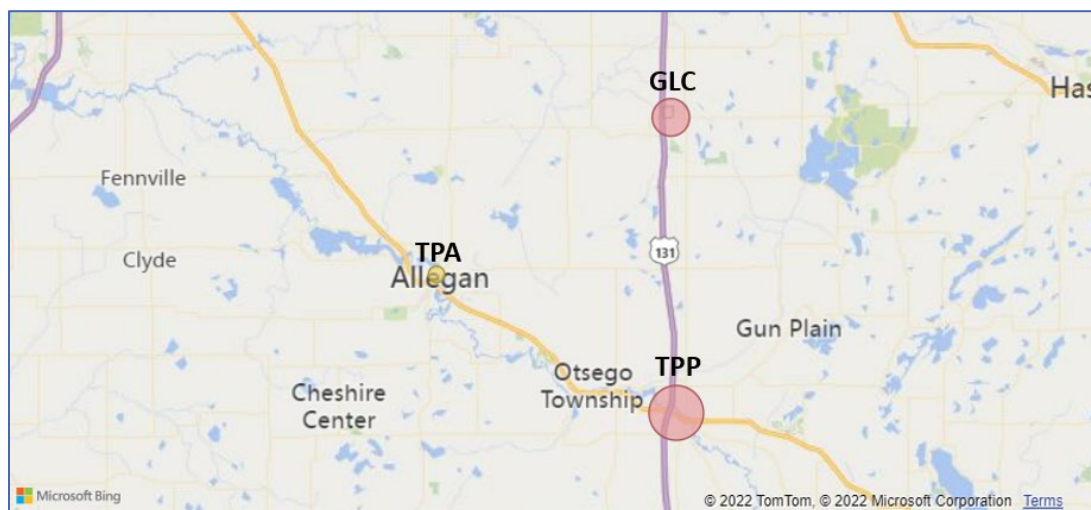 GLC
Has
Fennville
131
TPA
Clyde
Allegan
Gun Plain
TPP
Otsego
Township
Cheshire
Center
Microsoft Bing
© 2022 TomTom, © 2022 Microsoft Corporation Terms